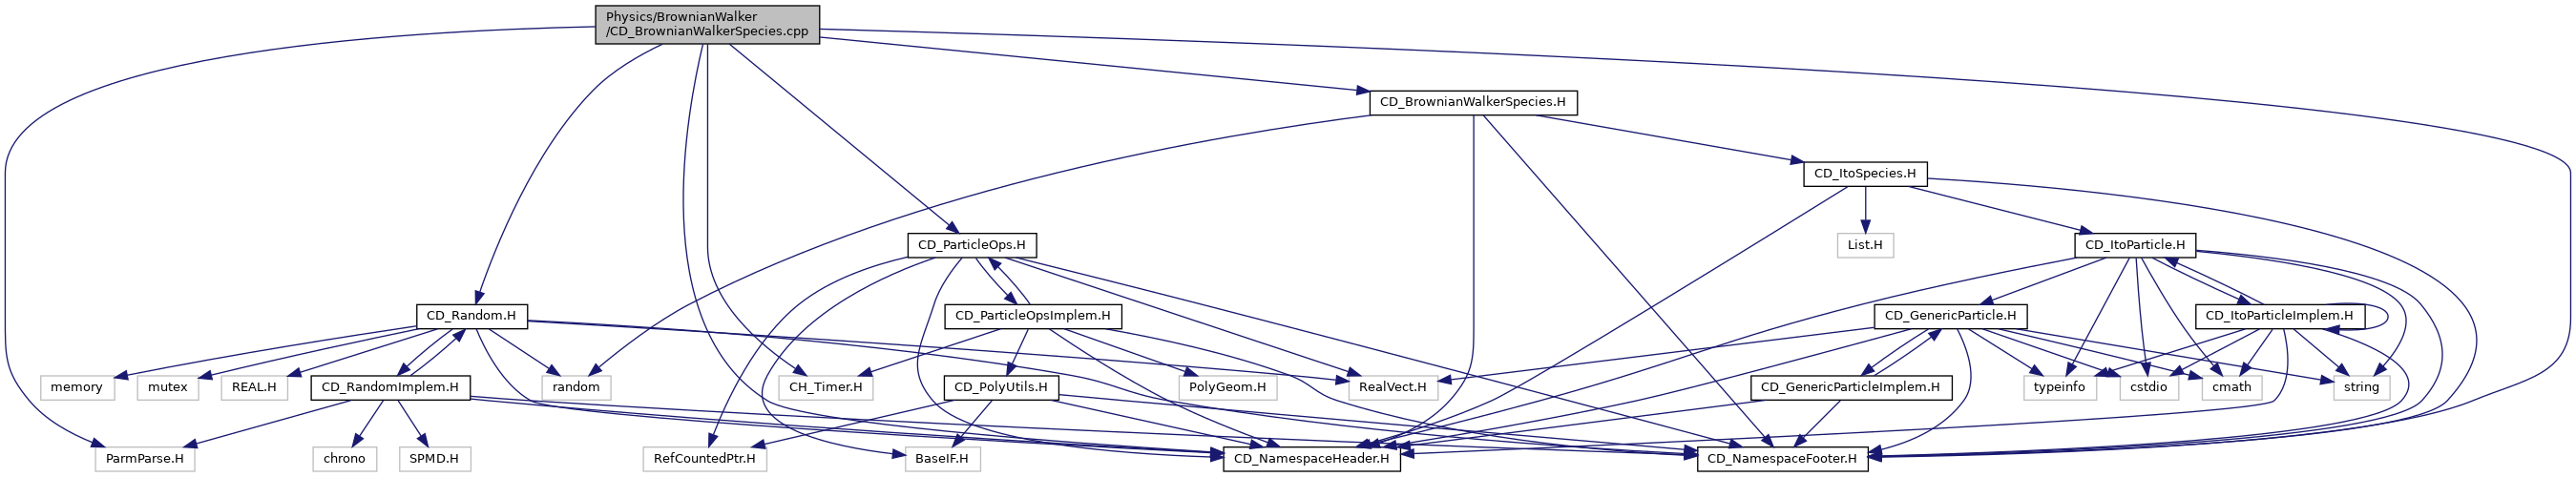 Physics/BrownianWalker
/CD_BrownianWalkerSpecies.cpp
CD_BrownianWalkerSpecies.H
CD_ItoSpecies.H
CD_ParticleOps.H
List.H
CD_ItoParticle.H
CD_Random.H
CD_ParticleOpsImplem.H
CD_GenericParticle.H
CD_ItoParticleImplem.H
memory
mutex
REAL.H
CD_RandomImplem.H
random
CH_Timer.H
CD_PolyUtils.H
PolyGeom.H
RealVect.H
CD_GenericParticleImplem.H
typeinfo
cstdio
cmath
string
ParmParse.H
chrono
SPMD.H
RefCountedPtr.H
BaseIF.H
CD_NamespaceHeader.H
CD_NamespaceFooter.H